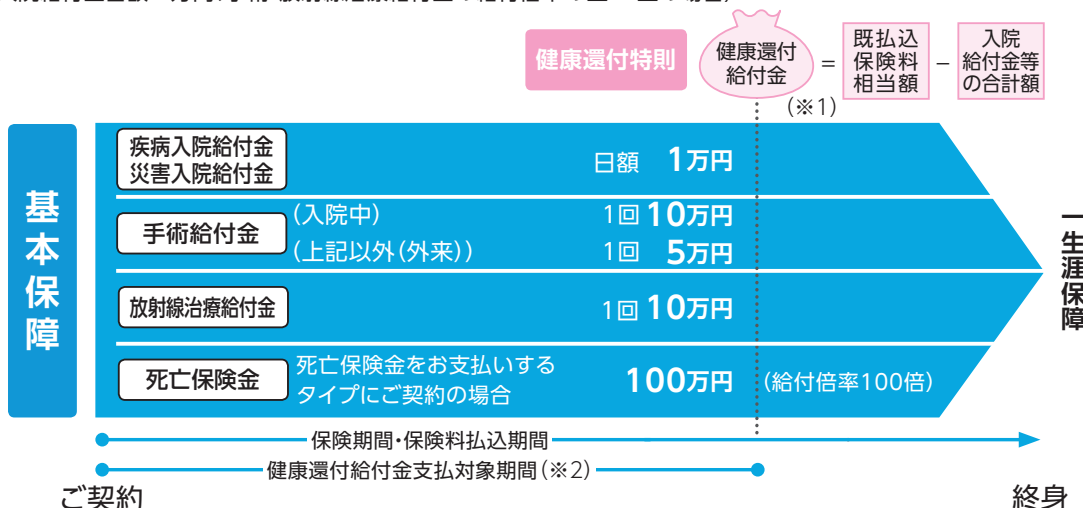 健康還付特則
健康還付
給付金
(※1)
=
既払込
保険料
相当額
−
入院
給付金等
の合計額
基本保障
疾病入院給付金
災害入院給付金
日額 1万円
手術給付金
(入院中) 1回 10万円
(上記以外(外来)) 1回 5万円
放射線治療給付金
1回 10万円
死亡保険金
死亡保険金をお支払いする
タイプにご契約の場合
100万円 (給付倍率100倍)
一生涯保障
保険期間・保険料払込期間
健康還付給付金支払対象期間(※2)
ご契約
終身